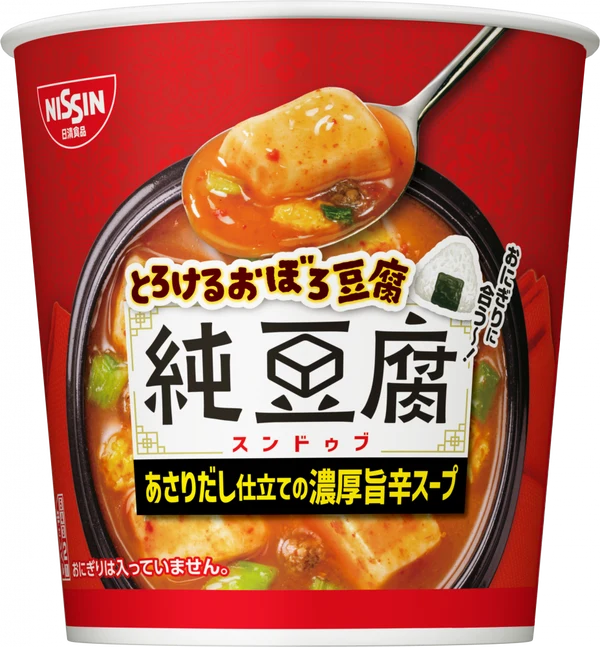 NISSIN
日清食品
とろけるおぼろ豆腐
おにぎりに
合う〜!
純豆腐
スンドゥブ
あさりだし仕立ての濃厚旨辛スープ
おにぎりは入っていません。